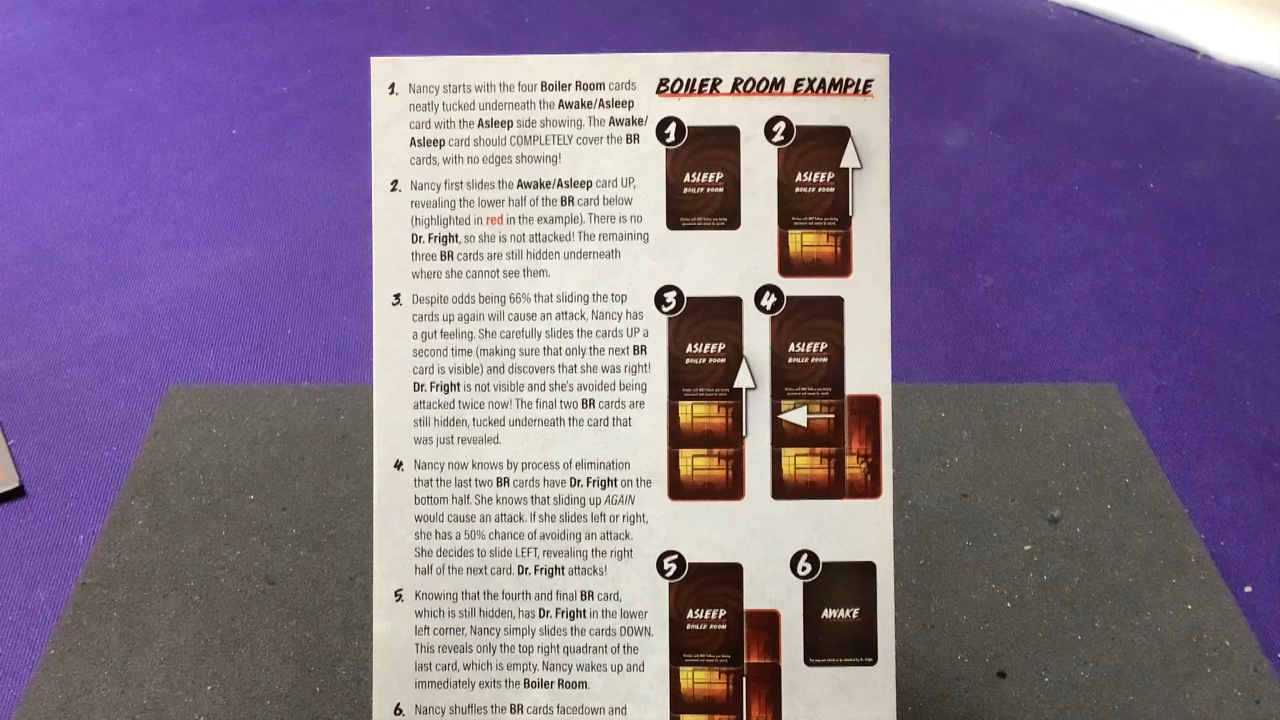 BOILER ROOM EXAMPLE
1. Nancy starts with the four Boiler Room cards
neatly tucked underneath the Awake/Asleep
card with the Asleep side showing. The Awake/
Asleep card should COMPLETELY cover the BR
cards, with no edges showing!
2. Nancy first slides the Awake/Asleep card UP,
revealing the lower half of the BR card below
(highlighted in red in the example). There is no
Dr. Fright, so she is not attacked! The remaining
three BR cards are still hidden underneath
where she cannot see them.
3. Despite odds being 66% that sliding the top
cards up again will cause an attack, Nancy has
a gut feeling. She carefully slides the cards UP a
second time (making sure that only the next BR
card is visible) and discovers that she was right!
Dr. Fright is not visible and she's avoided being
attacked twice now! The final two BR cards are
still hidden, tucked underneath the card that
was just revealed.
4. Nancy now knows by process of elimination
that the last two BR cards have Dr. Fright on the
bottom half. She knows that sliding up AGAIN
would cause an attack. If she slides left or right,
she has a 50% chance of avoiding an attack.
She decides to slide LEFT, revealing the right
half of the next card. Dr. Fright attacks!
5. Knowing that the fourth and final BR card,
which is still hidden, has Dr. Fright in the lower
left corner, Nancy simply slides the cards DOWN.
This reveals only the top right quadrant of the
last card, which is empty. Nancy wakes up and
immediately exits the Boiler Room.
6. Nancy shuffles the BR cards facedown and
1
ASLEEP
BOILER ROOM
2
ASLEEP
BOILER ROOM
3
ASLEEP
BOILER ROOM
4
ASLEEP
BOILER ROOM
5
ASLEEP
BOILER ROOM
6
AWAKE